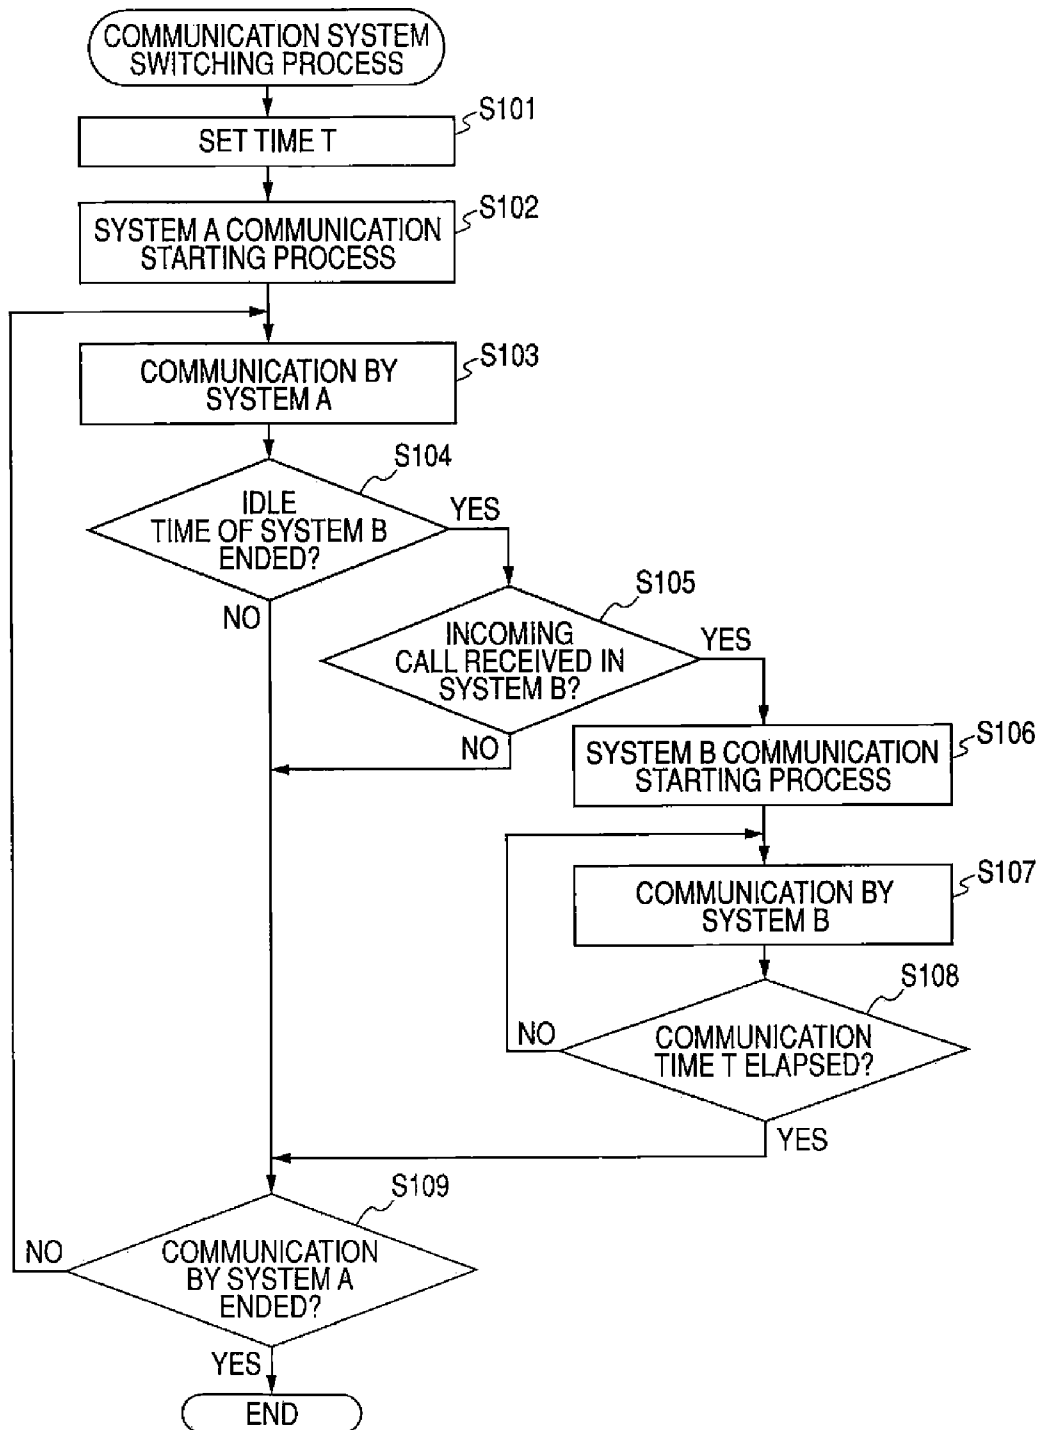 COMMUNICATION SYSTEM
SWITCHING PROCESS
S101
SET TIME T
S102
SYSTEM A COMMUNICATION
STARTING PROCESS
S103
COMMUNICATION BY
SYSTEM A
S104
IDLE
TIME OF SYSTEM B
ENDED?
YES
NO
S105
INCOMING
CALL RECEIVED IN
SYSTEM B?
YES
NO
S106
SYSTEM B COMMUNICATION
STARTING PROCESS
S107
COMMUNICATION BY
SYSTEM B
S108
COMMUNICATION
TIME T ELAPSED?
NO
YES
S109
COMMUNICATION
BY SYSTEM A
ENDED?
NO
YES
END